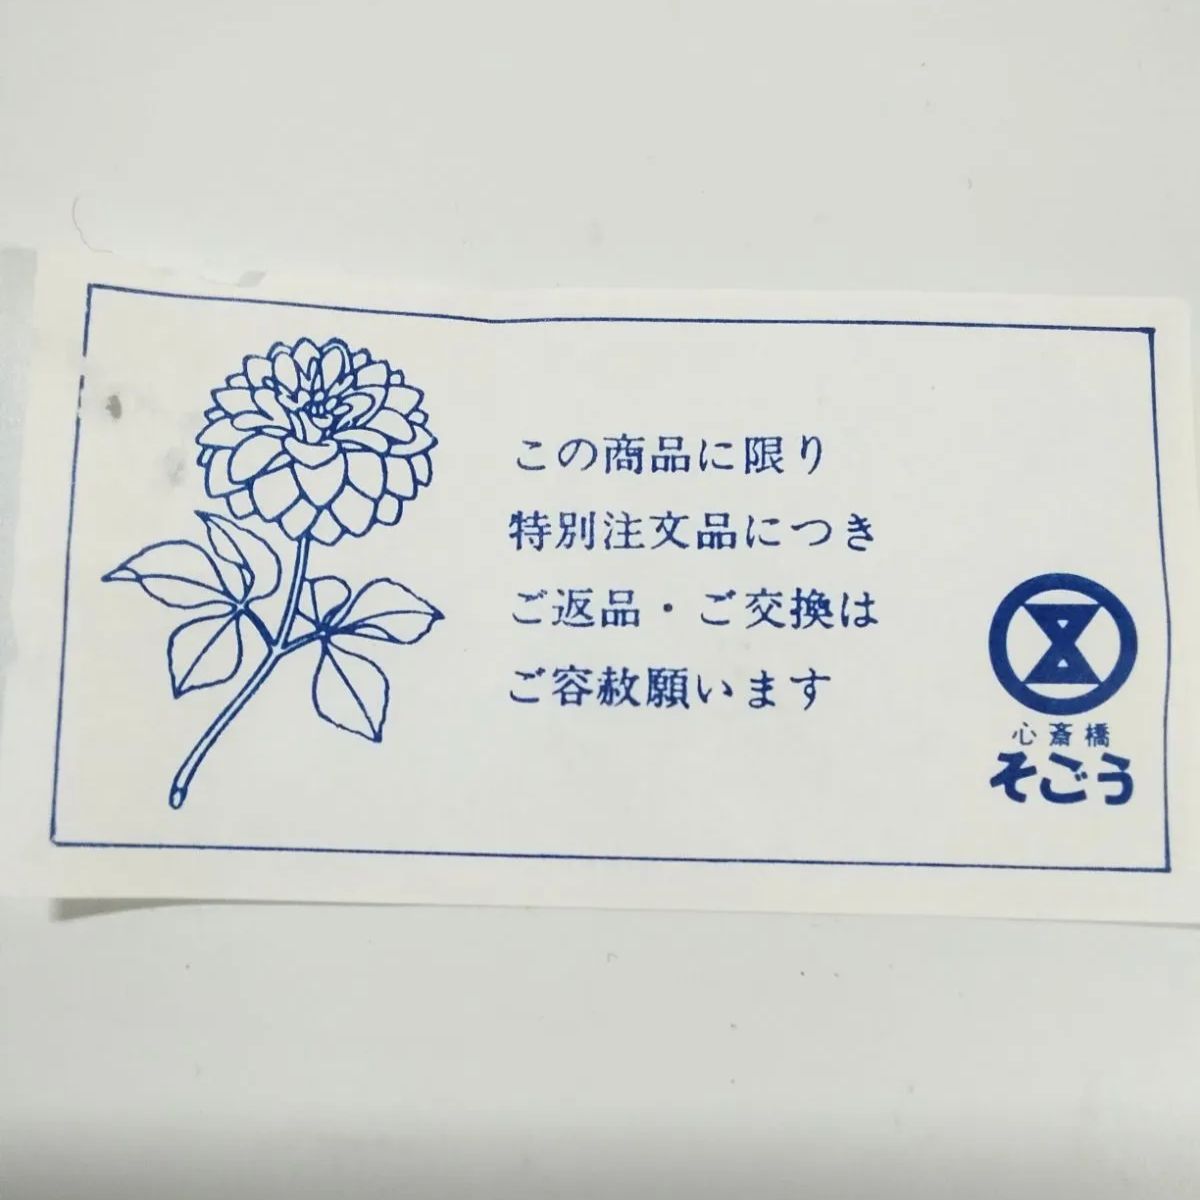 この商品に限り
特別注文品につき
ご返品・ご交換は
ご容赦願います
心斎橋
そごう